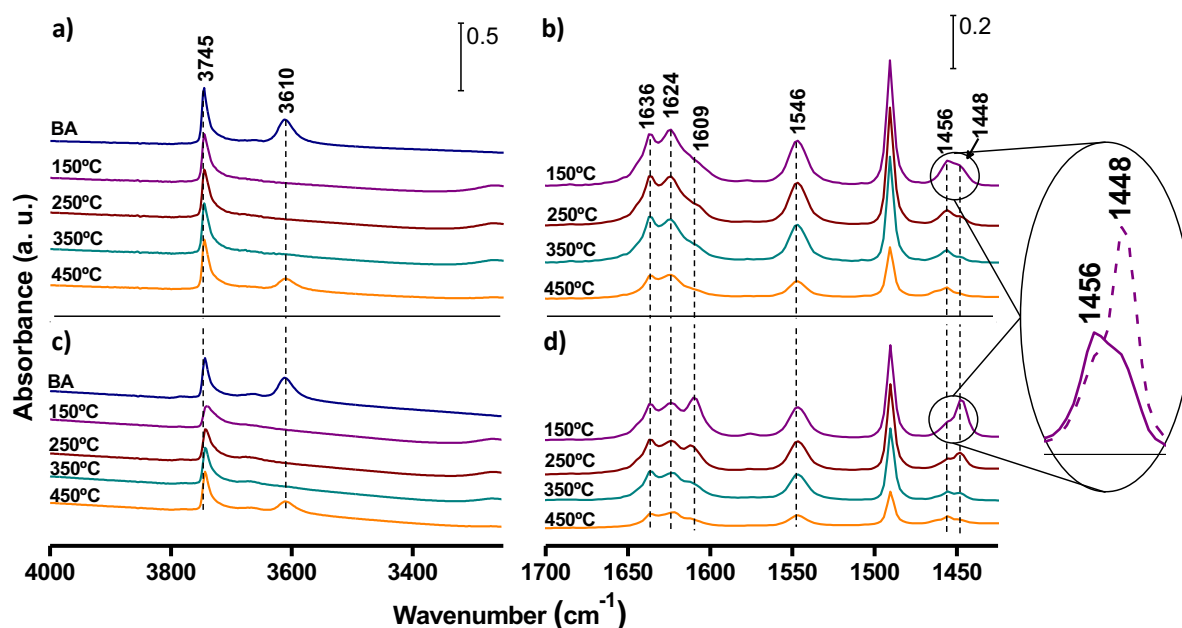 a)
0.5
3745
3610
BA
150ºC
250ºC
350ºC
450ºC
b)
0.2
1636
1624
1609
1546
1456
1448
150ºC
250ºC
350ºC
450ºC
1456
1448
c)
BA
150ºC
250ºC
350ºC
450ºC
d)
150ºC
250ºC
350ºC
450ºC
Absorbance (a. u.)
4000 3800 3600 3400
1700 1650 1600 1550 1500 1450
Wavenumber (cm⁻¹)